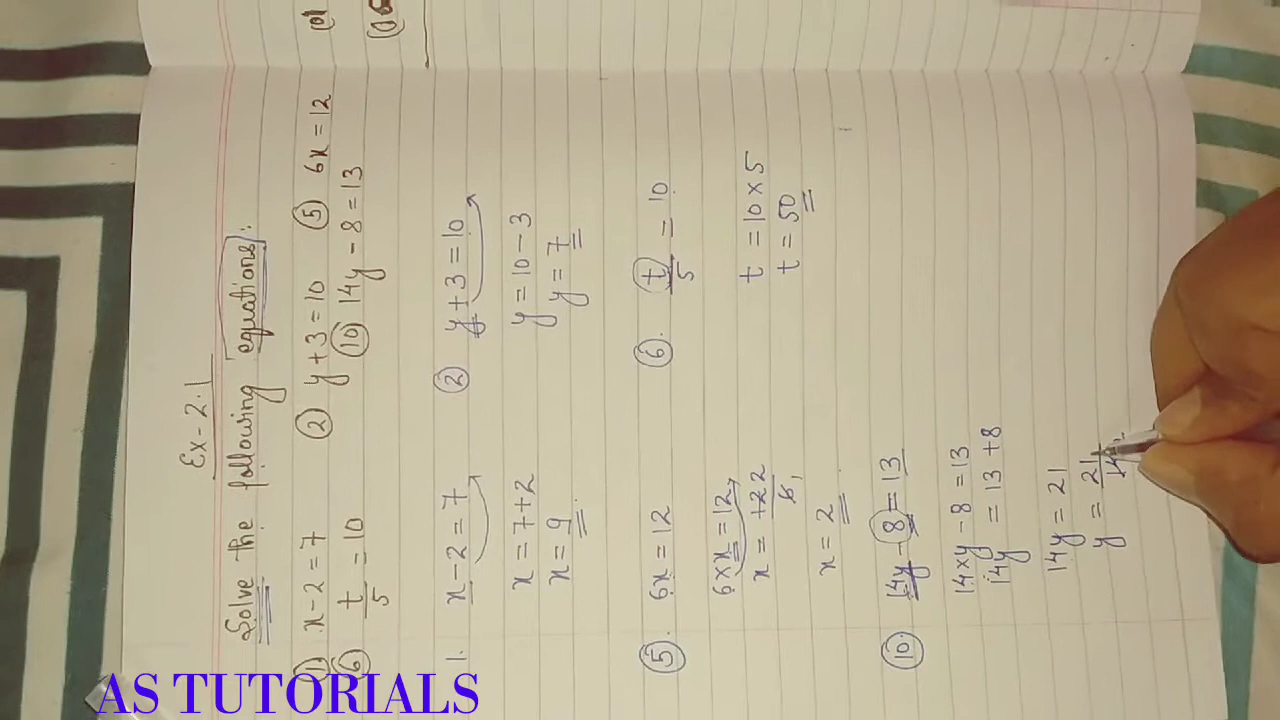 Ex-2.1
Solve the following equations:
(1) x-2=7 (2) y+3=10 (5) 6x=12
(6) t/5 = 10 (10) 14y-8=13
1. x-2=7 (2) y+3=10
x=7+2 y=10-3
x=9 y=7
(5) 6x=12 (6). t/5 = 10
6×x=12
x= 12/6 t=10×5
t=50
x=2
(10) 14y-8=13
14×y-8=13
14y =13+8
14y=21
y= 21/14
AS TUTORIALS